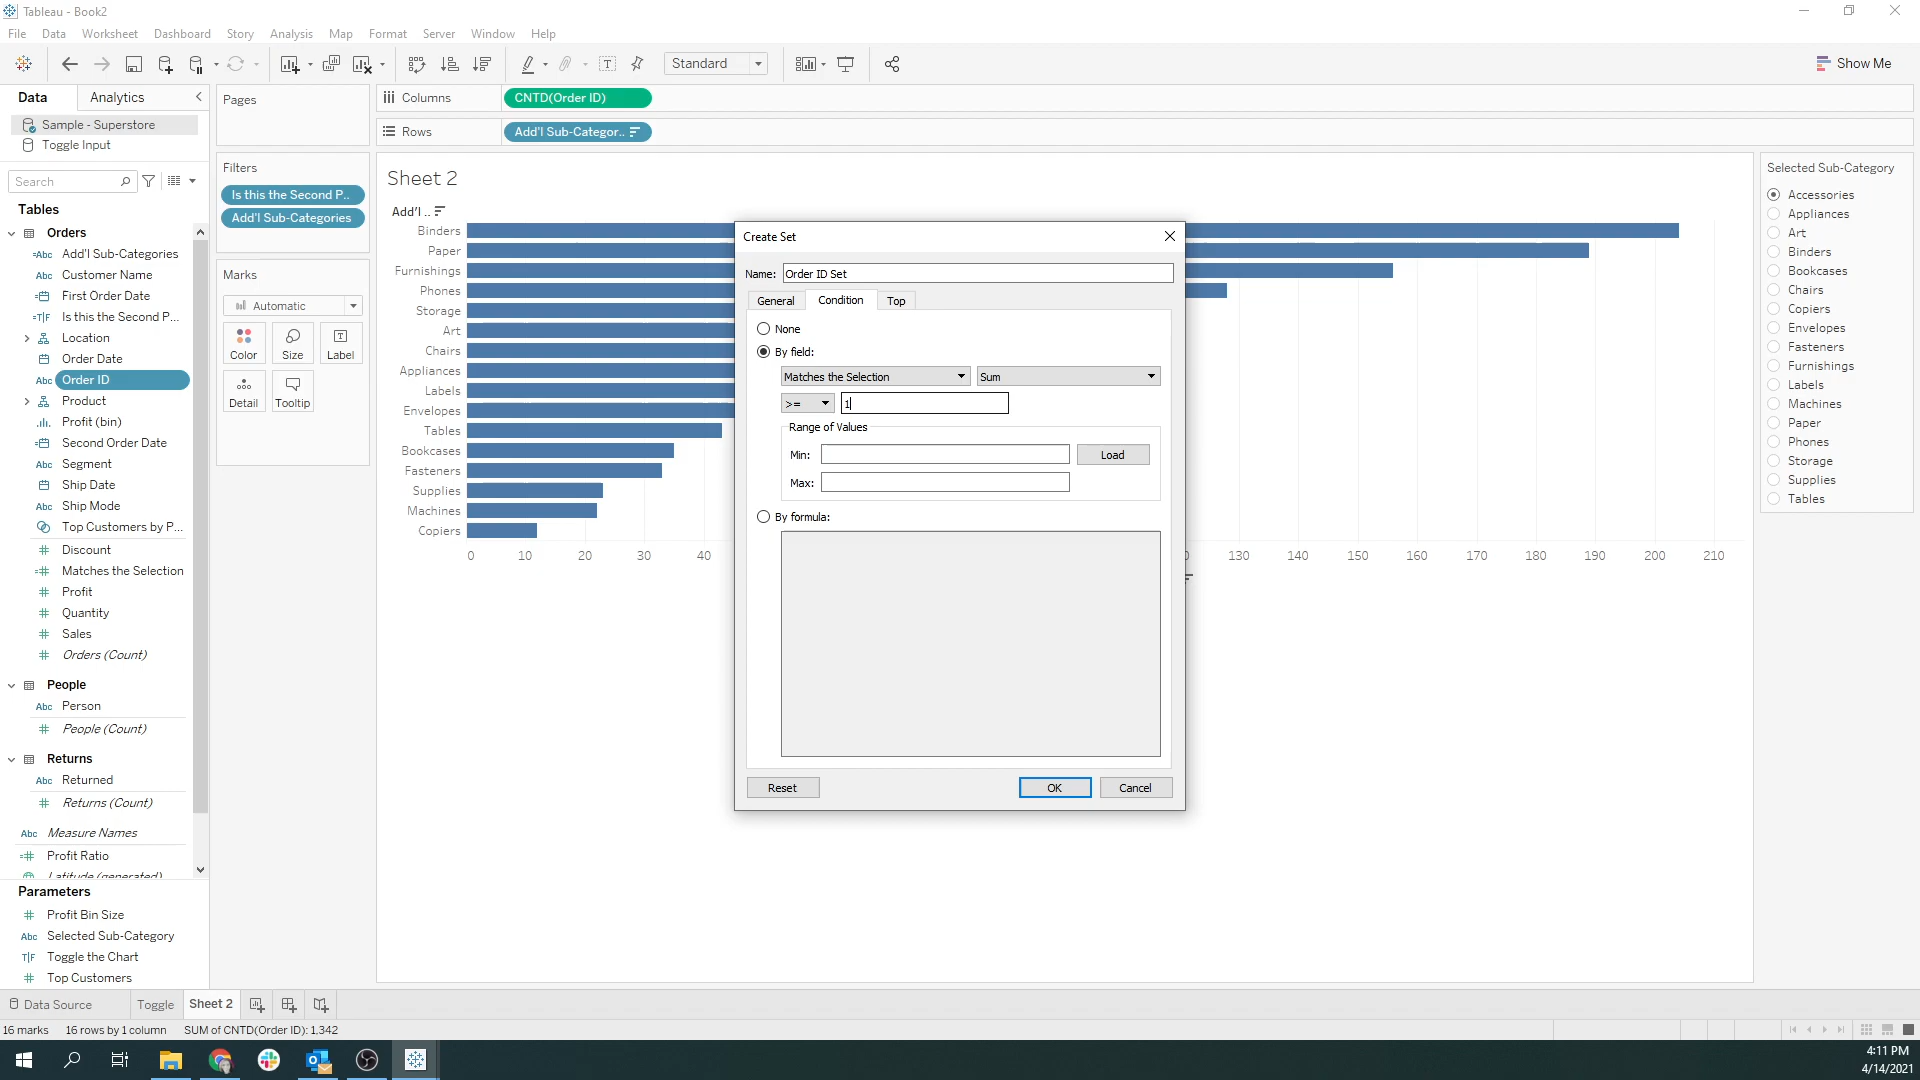 Tableau - Book2
File Data Worksheet Dashboard Story Analysis Map Format Server Window Help
Standard
Show Me
Data Analytics
Sample - Superstore
Toggle Input
Search
Tables
Orders
Add'l Sub-Categories
Customer Name
First Order Date
Is this the Second P...
Location
Order Date
Order ID
Product
Profit (bin)
Second Order Date
Segment
Ship Date
Ship Mode
Top Customers by P...
Discount
Matches the Selection
Profit
Quantity
Sales
Orders (Count)
People
Person
People (Count)
Returns
Returned
Returns (Count)
Measure Names
Profit Ratio
Latitude (generated)
Parameters
Profit Bin Size
Selected Sub-Category
Toggle the Chart
Top Customers
Pages
Filters
Is this the Second P..
Add'l Sub-Categories
Marks
Automatic
Color Size Label
Detail Tooltip
Columns
CNTD(Order ID)
Rows
Add'l Sub-Categor..
Sheet 2
Add'l ..
Binders
Paper
Furnishings
Phones
Storage
Art
Chairs
Appliances
Labels
Envelopes
Tables
Bookcases
Fasteners
Supplies
Machines
Copiers
0 10 20 30 40 130 140 150 160 170 180 190 200 210
Create Set
Name: Order ID Set
General Condition Top
None
By field:
Matches the Selection Sum
>= 1
Range of Values
Min: Load
Max:
By formula:
Reset OK Cancel
Selected Sub-Category
Accessories
Appliances
Art
Binders
Bookcases
Chairs
Copiers
Envelopes
Fasteners
Furnishings
Labels
Machines
Paper
Phones
Storage
Supplies
Tables
Data Source Toggle Sheet 2
16 marks 16 rows by 1 column SUM of CNTD(Order ID): 1,342
4:11 PM
4/14/2021